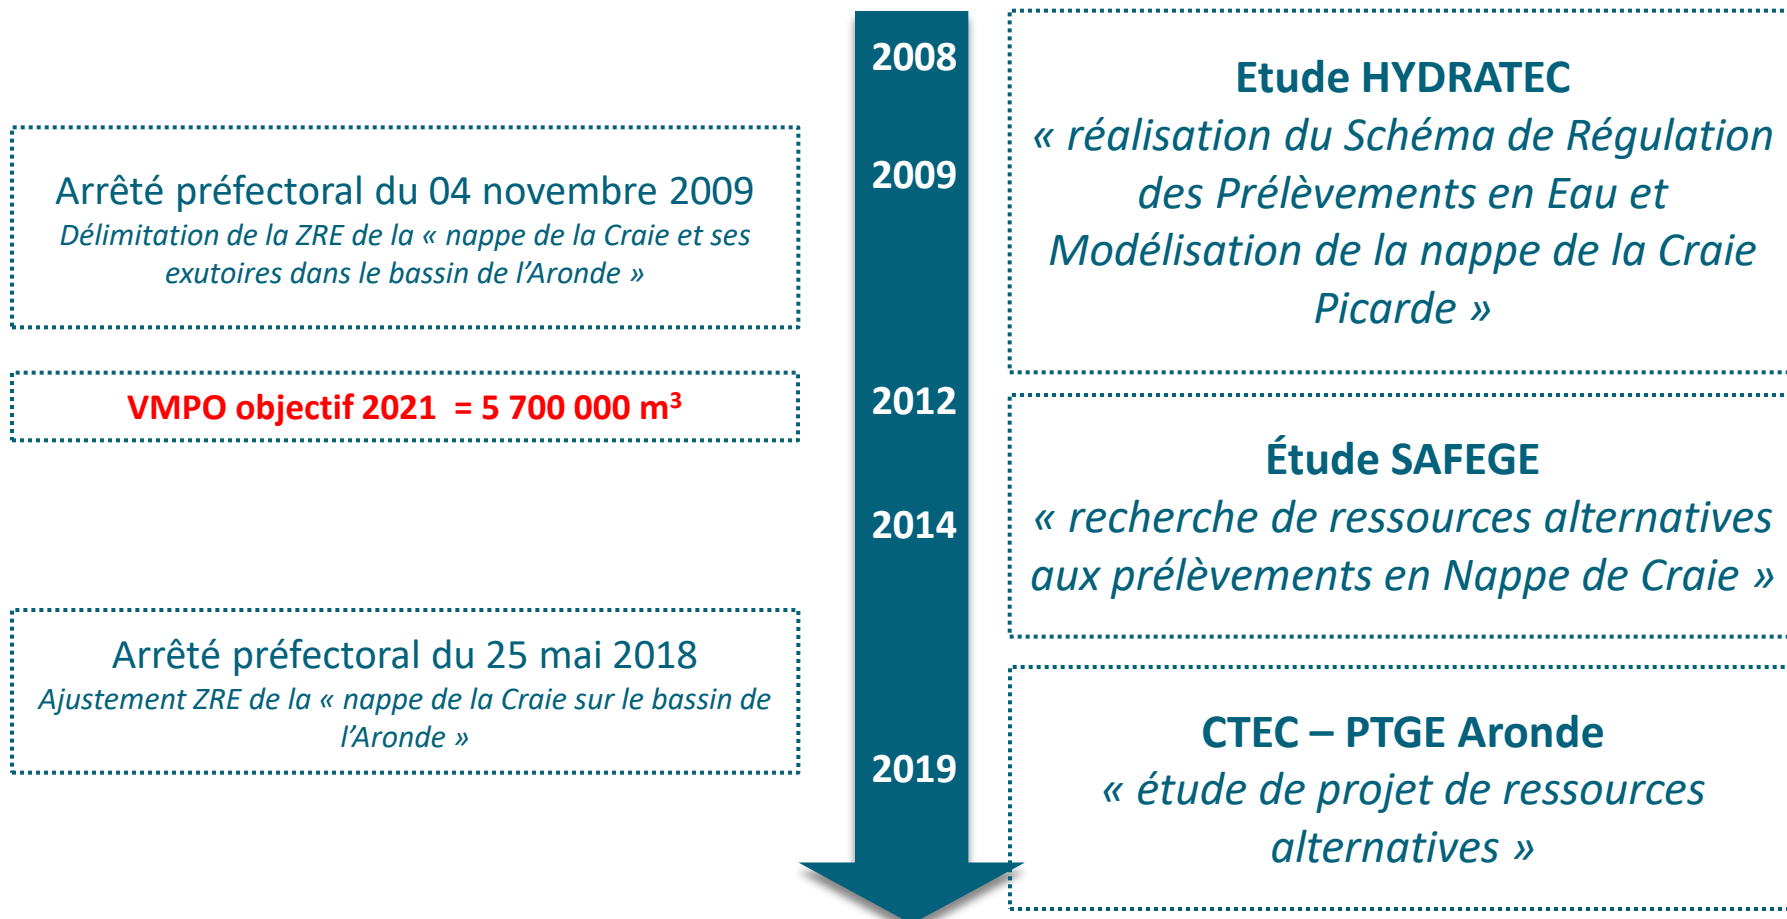 2008
2009
2012
2014
2019
Arrêté préfectoral du 04 novembre 2009
Délimitation de la ZRE de la « nappe de la Craie et ses
exutoires dans le bassin de l’Aronde »
VMPO objectif 2021 = 5 700 000 m³
Arrêté préfectoral du 25 mai 2018
Ajustement ZRE de la « nappe de la Craie sur le bassin de
l’Aronde »
Etude HYDRATEC
« réalisation du Schéma de Régulation
des Prélèvements en Eau et
Modélisation de la nappe de la Craie
Picarde »
Étude SAFEGE
« recherche de ressources alternatives
aux prélèvements en Nappe de Craie »
CTEC – PTGE Aronde
« étude de projet de ressources
alternatives »